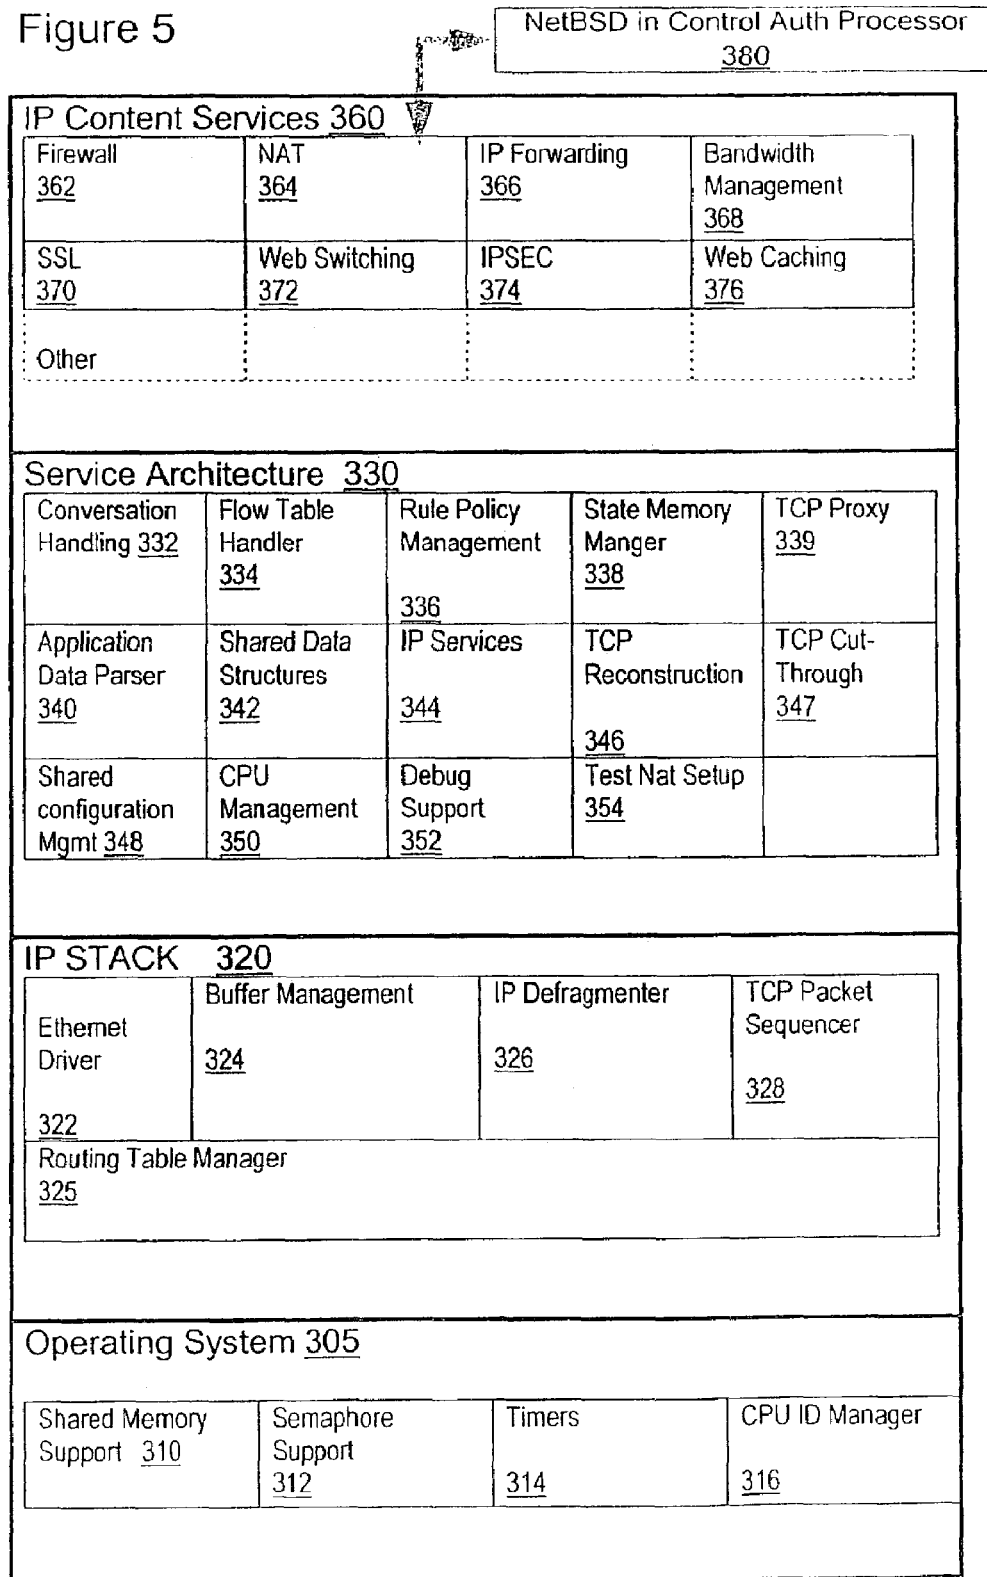 Figure 5
NetBSD in Control Auth Processor
380
IP Content Services 360
Firewall
362
NAT
364
IP Forwarding
366
Bandwidth
Management
368
SSL
370
Web Switching
372
IPSEC
374
Web Caching
376
Other
Service Architecture 330
Conversation
Handling 332
Flow Table
Handler
334
Rule Policy
Management
336
State Memory
Manger
338
TCP Proxy
339
Application
Data Parser
340
Shared Data
Structures
342
IP Services
344
TCP
Reconstruction
346
TCP Cut-
Through
347
Shared
configuration
Mgmt 348
CPU
Management
350
Debug
Support
352
Test Nat Setup
354
IP STACK 320
Ethernet
Driver
322
Buffer Management
324
IP Defragmenter
326
TCP Packet
Sequencer
328
Routing Table Manager
325
Operating System 305
Shared Memory
Support 310
Semaphore
Support
312
Timers
314
CPU ID Manager
316